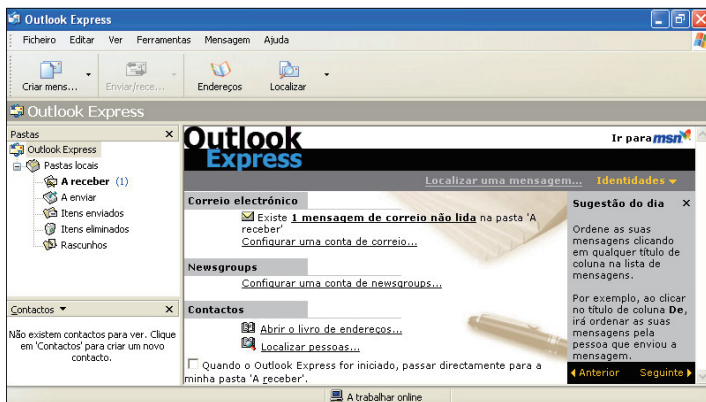 Outlook Express
Ficheiro Editar Ver Ferramentas Mensagem Ajuda
Criar mens... Enviar/rece... Endereços Localizar
Outlook Express
Pastas
Outlook Express
Pastas locais
A receber (1)
A enviar
Itens enviados
Itens eliminados
Rascunhos
Contactos
Não existem contactos para ver. Clique
em 'Contactos' para criar um novo
contacto.
Outlook
Express
Ir para msn
Localizar uma mensagem... Identidades
Correio electrónico
Existe 1 mensagem de correio não lida na pasta 'A
receber'
Configurar uma conta de correio...
Newsgroups
Configurar uma conta de newsgroups...
Contactos
Abrir o livro de endereços...
Localizar pessoas...
Quando o Outlook Express for iniciado, passar directamente para a
minha pasta 'A receber'.
Sugestão do dia
Ordene as suas
mensagens clicando
em qualquer título de
coluna na lista de
mensagens.
Por exemplo, ao clicar
no título de coluna De,
irá ordenar as suas
mensagens pela
pessoa que enviou a
mensagem.
Anterior Seguinte
A trabalhar online